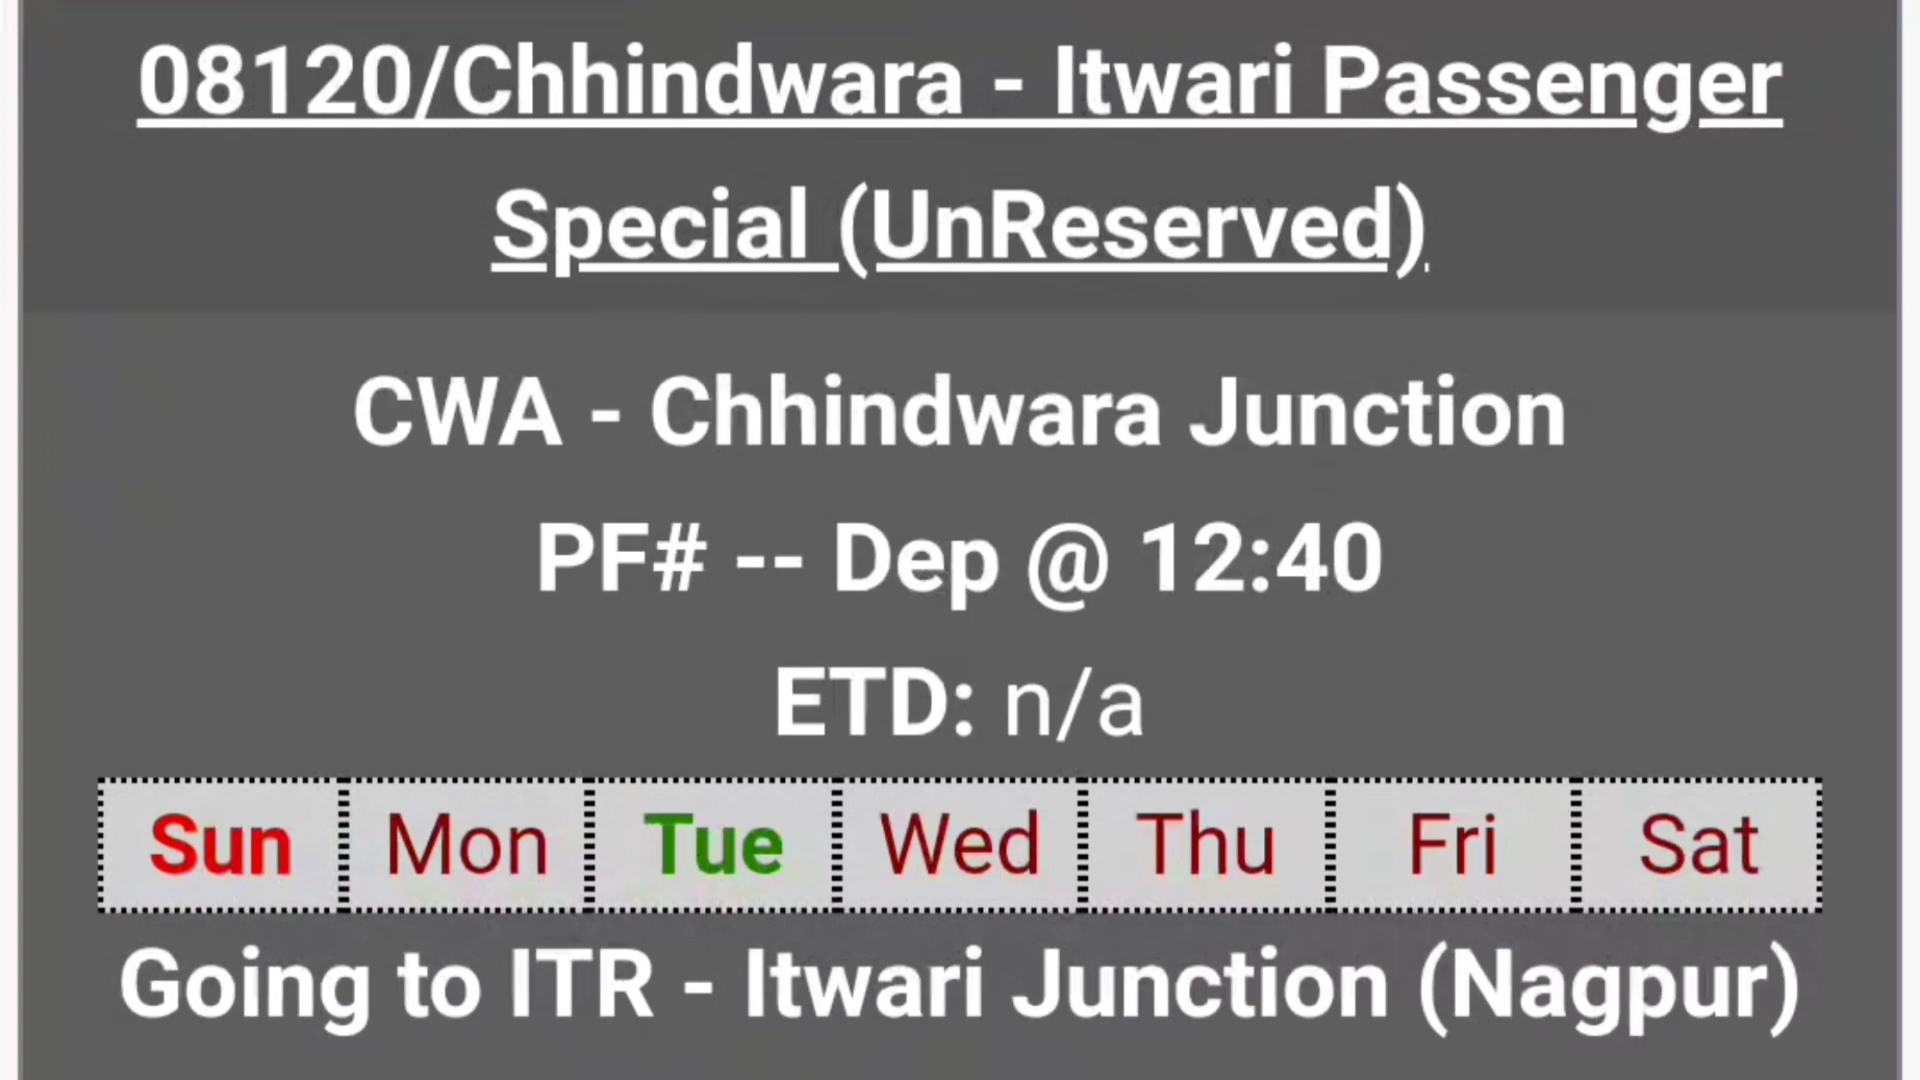 08120/Chhindwara - Itwari Passenger
Special (UnReserved)
CWA - Chhindwara Junction
PF# -- Dep @ 12:40
ETD: n/a
Sun Mon Tue Wed Thu Fri Sat
Going to ITR - Itwari Junction (Nagpur)